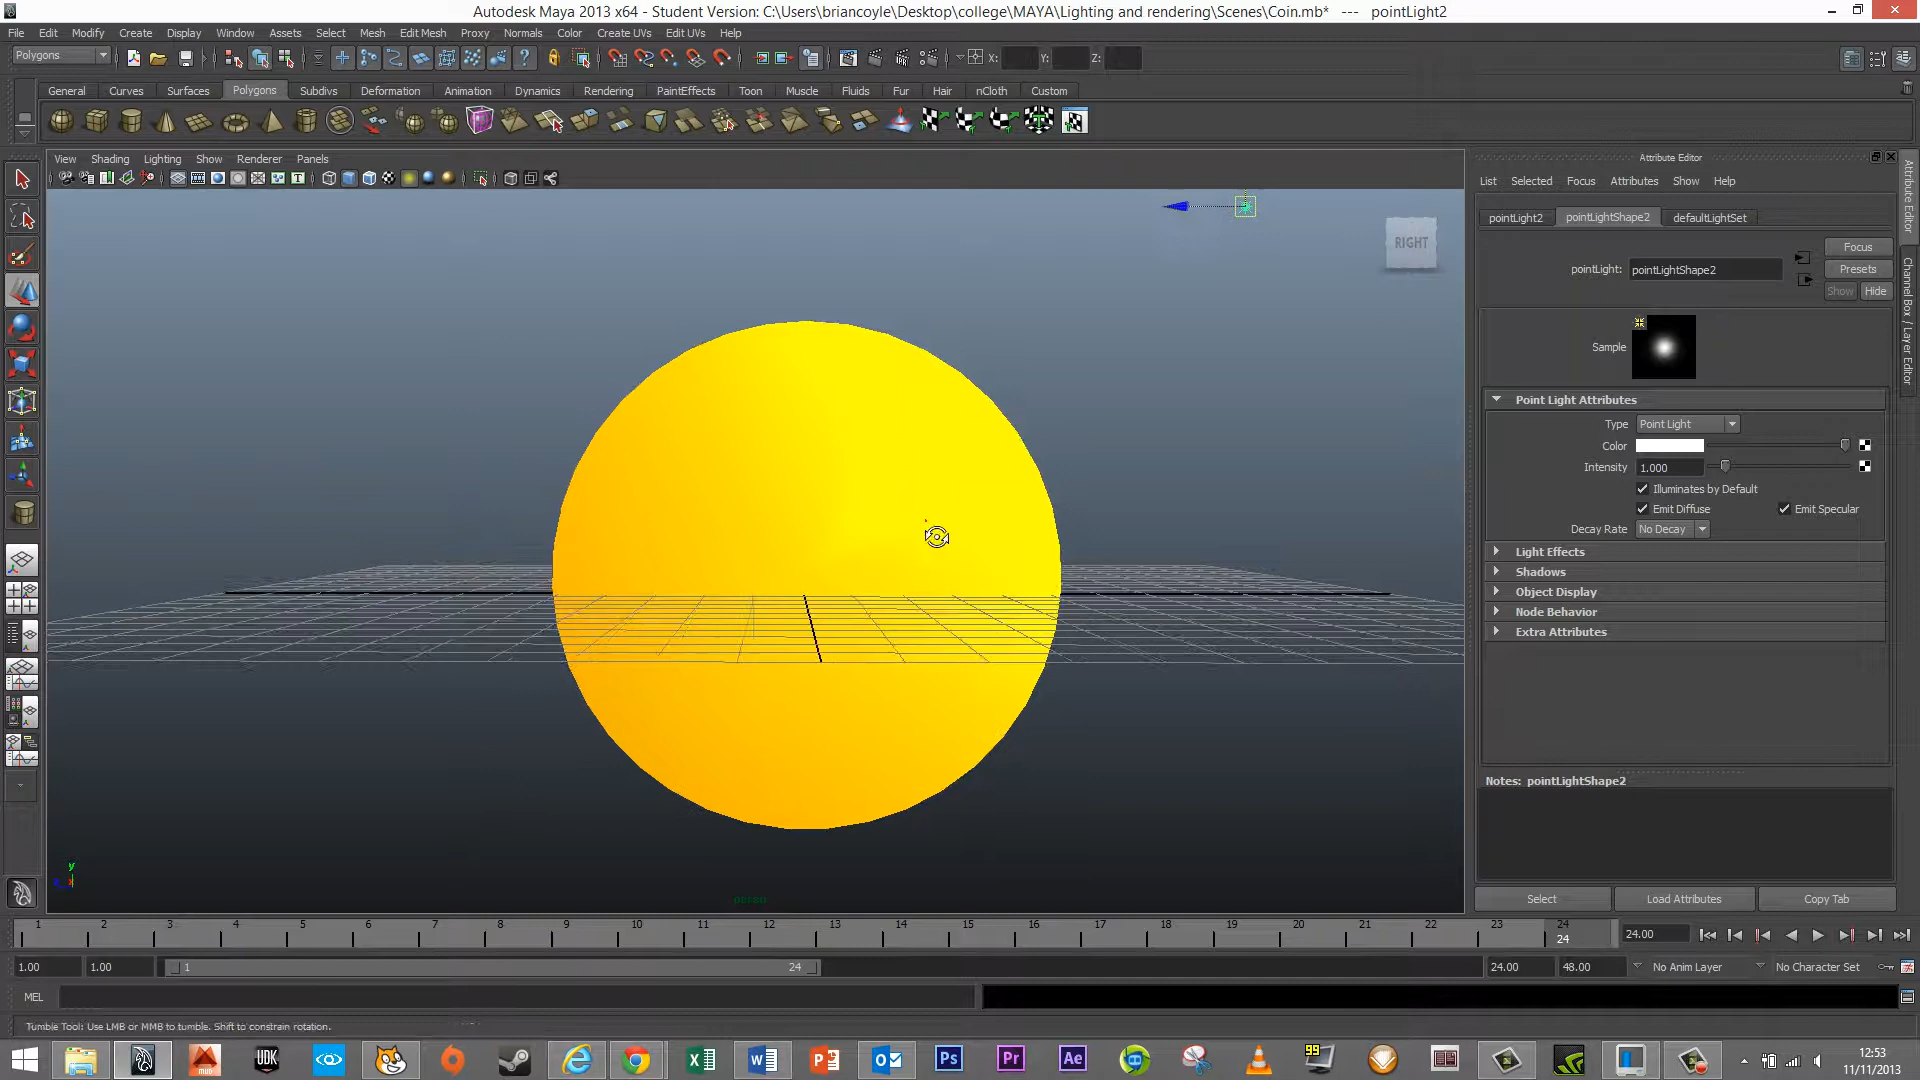 Autodesk Maya 2013 x64 - Student Version: C:\Users\briancoyle\Desktop\college\MAYA\Lighting and rendering\Scenes\Coin.mb* --- pointLight2
File Edit Modify Create Display Window Assets Select Mesh Edit Mesh Proxy Normals Color Create UVs Edit UVs Muscle Help
Polygons X: Y: Z:
General Curves Surfaces Polygons Subdivs Deformation Animation Dynamics Rendering PaintEffects Toon Muscle Fluids Fur Hair nCloth Custom
View Shading Lighting Show Renderer Panels
RIGHT
y
persp
Attribute Editor
List Selected Focus Attributes Show Help
pointLight2 pointLightShape2 defaultLightSet
Focus
pointLight: pointLightShape2
Presets
Show Hide
Sample
Point Light Attributes
Type Point Light
Color
Intensity 1.000
Illuminates by Default
Emit Diffuse Emit Specular
Decay Rate No Decay
Light Effects
Shadows
Object Display
Node Behavior
Extra Attributes
Notes: pointLightShape2
Select Load Attributes Copy Tab
Attribute Editor
Channel Box / Layer Editor
1 2 3 4 5 6 7 8 9 10 11 12 13 14 15 16 17 18 19 20 21 22 23 24
24
24.00
1.00 1.00 1 24 24.00 48.00 No Anim Layer No Character Set
MEL
Tumble Tool: Use LMB or MMB to tumble. Shift to constrain rotation.
UDK
Ps Pr Ae
99
12:53
11/11/2013